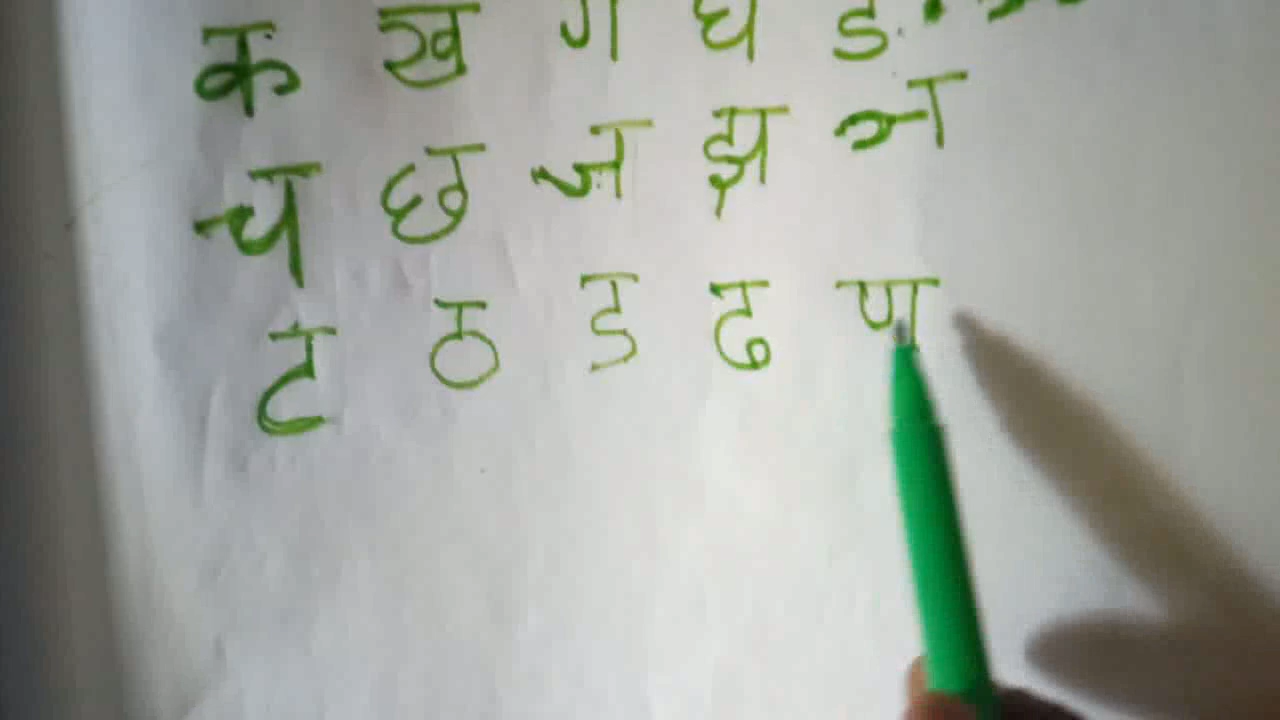 क ख ग घ ङ
च छ ज झ ञ
ट ठ ड ढ ण